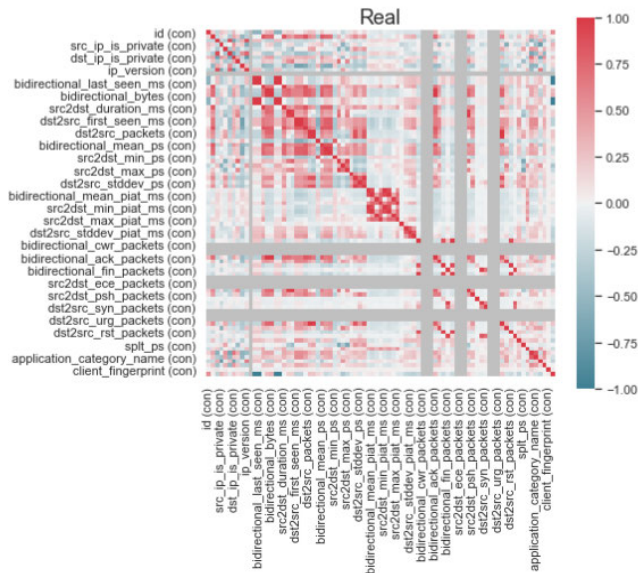 Real
id (con)
src_ip_is_private (con)
dst_ip_is_private (con)
ip_version (con)
bidirectional_last_seen_ms (con)
bidirectional_bytes (con)
src2dst_duration_ms (con)
dst2src_first_seen_ms (con)
dst2src_packets (con)
bidirectional_mean_ps (con)
src2dst_min_ps (con)
src2dst_max_ps (con)
dst2src_stddev_ps (con)
bidirectional_mean_piat_ms (con)
src2dst_min_piat_ms (con)
src2dst_max_piat_ms (con)
dst2src_stddev_piat_ms (con)
bidirectional_cwr_packets (con)
bidirectional_ack_packets (con)
bidirectional_fin_packets (con)
src2dst_ece_packets (con)
src2dst_psh_packets (con)
dst2src_syn_packets (con)
dst2src_urg_packets (con)
dst2src_rst_packets (con)
splt_ps (con)
application_category_name (con)
client_fingerprint (con)
id (con)
src_ip_is_private (con)
dst_ip_is_private (con)
ip_version (con)
bidirectional_last_seen_ms (con)
bidirectional_bytes (con)
src2dst_duration_ms (con)
dst2src_first_seen_ms (con)
dst2src_packets (con)
bidirectional_mean_ps (con)
src2dst_min_ps (con)
src2dst_max_ps (con)
dst2src_stddev_ps (con)
bidirectional_mean_piat_ms (con)
src2dst_min_piat_ms (con)
src2dst_max_piat_ms (con)
dst2src_stddev_piat_ms (con)
bidirectional_cwr_packets (con)
bidirectional_ack_packets (con)
bidirectional_fin_packets (con)
src2dst_ece_packets (con)
src2dst_psh_packets (con)
dst2src_syn_packets (con)
dst2src_urg_packets (con)
dst2src_rst_packets (con)
splt_ps (con)
application_category_name (con)
client_fingerprint (con)
1.00
0.75
0.50
0.25
0.00
−0.25
−0.50
−0.75
−1.00